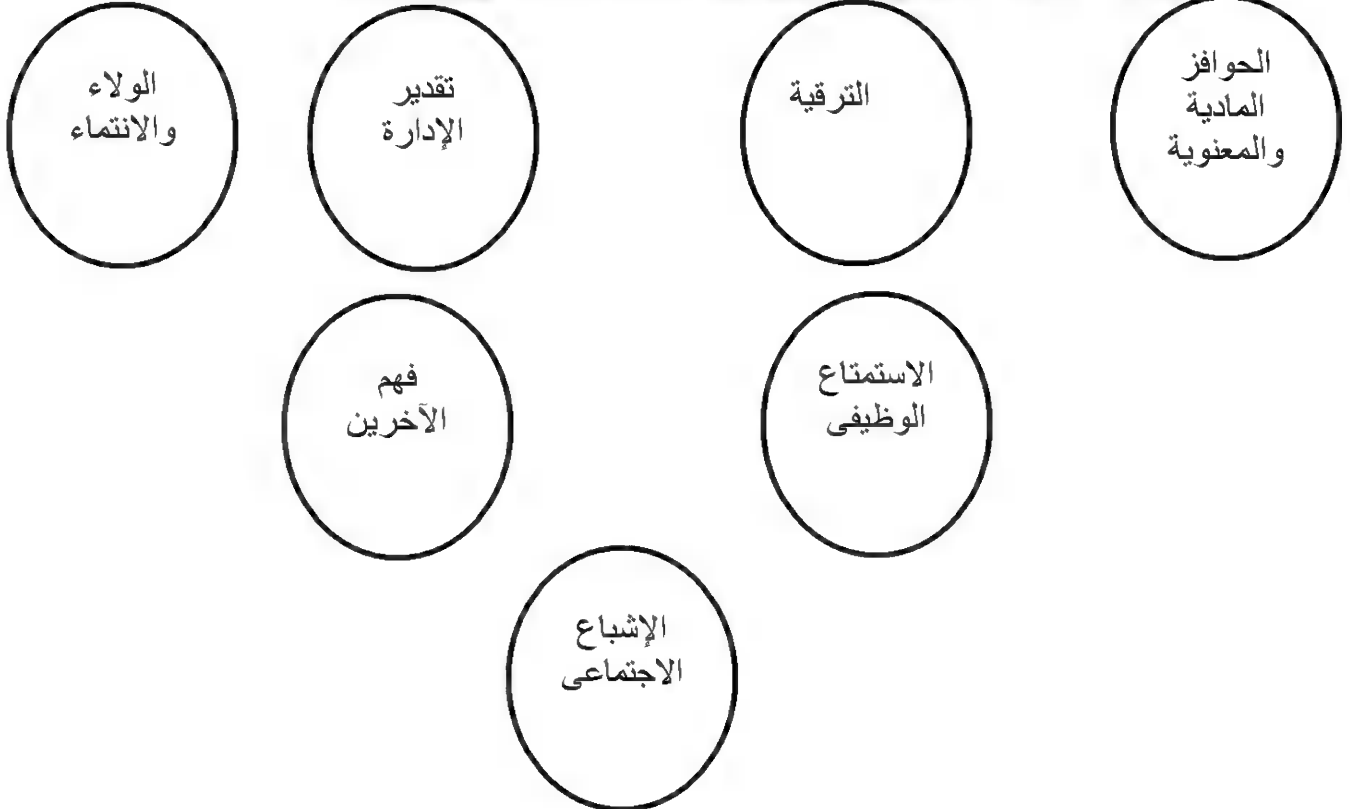 الحوافز
المادية
والمعنوية
الترقية
تقدير
الإدارة
الولاء
والانتماء
الاستمتاع
الوظيفى
فهم
الآخرين
الإشباع
الاجتماعى